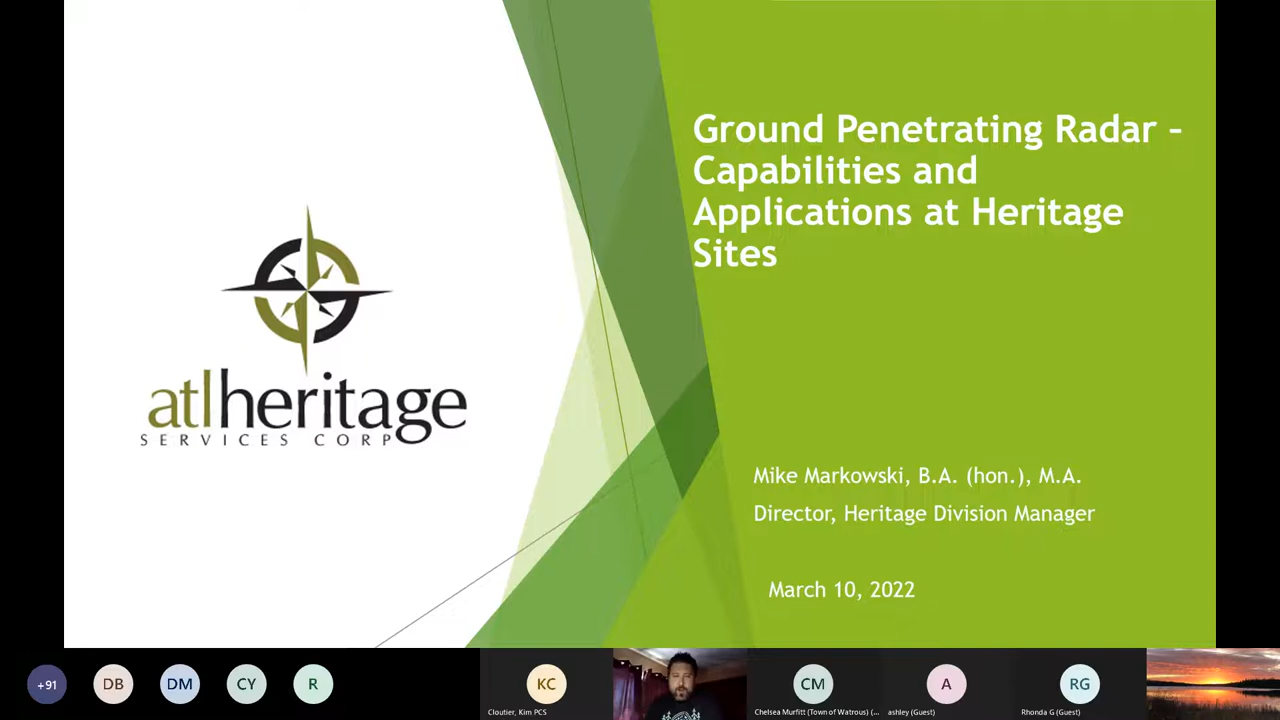 Ground Penetrating Radar –
Capabilities and
Applications at Heritage
Sites
atlheritage
SERVICES CORP
Mike Markowski, B.A. (hon.), M.A.
Director, Heritage Division Manager
March 10, 2022
+91
DB
DM
CY
R
KC
CM
A
RG
Cloutier, Kim PCS
Chelsea Murfitt (Town of Watrous) (...
ashley (Guest)
Rhonda G (Guest)